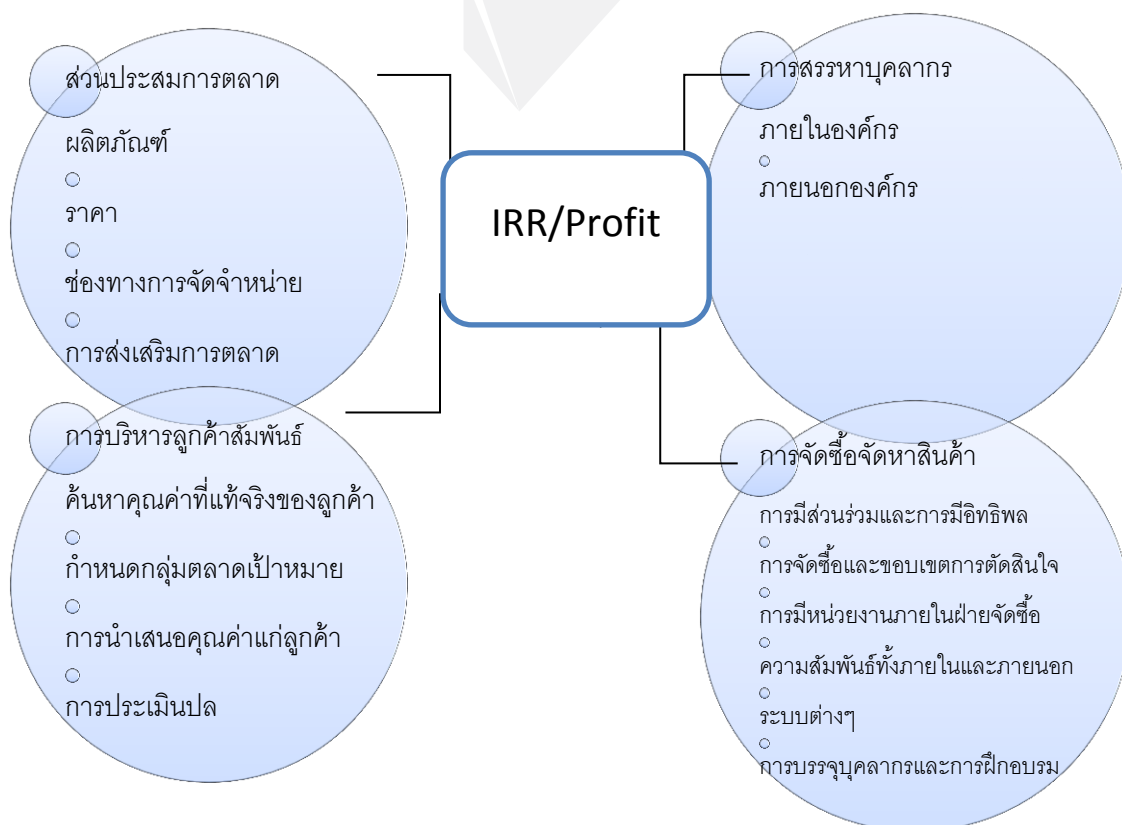 ส่วนประสมการตลาด
ผลิตภัณฑ์
ราคา
ช่องทางการจัดจำหน่าย
การส่งเสริมการตลาด
การบริหารลูกค้าสัมพันธ์
ค้นหาคุณค่าที่แท้จริงของลูกค้า
กำหนดกลุ่มตลาดเป้าหมาย
การนำเสนอคุณค่าแก่ลูกค้า
การประเมินปล
IRR/Profit
การสรรหาบุคลากร
ภายในองค์กร
ภายนอกองค์กร
การจัดซื้อจัดหาสินค้า
การมีส่วนร่วมและการมีอิทธิพล
การจัดซื้อและขอบเขตการตัดสินใจ
การมีหน่วยงานภายในฝ่ายจัดซื้อ
ความสัมพันธ์ทั้งภายในและภายนอก
ระบบต่างๆ
การบรรจุบุคลากรและการฝึกอบรม